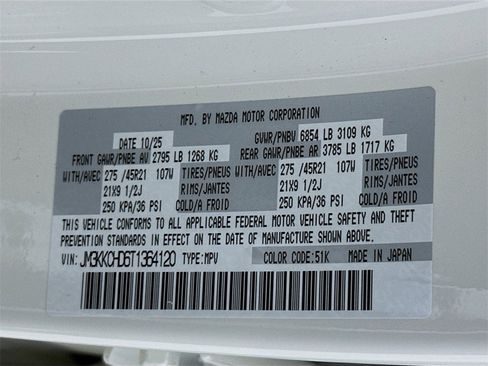 MFD. BY MAZDA MOTOR CORPORATION
DATE 10/25 GVWR/PNBV 6854 LB 3109 KG
FRONT GAWR/PNBE AV 2795 LB 1268 KG REAR GAWR/PNBE AR 3785 LB 1717 KG
WITH/AVEC 275 /45R21 107W TIRES/PNEUS WITH/AVEC 275 /45R21 107W TIRES/PNEUS
21X9 1/2J RIMS/JANTES 21X9 1/2J RIMS/JANTES
250 KPA/36 PSI COLD/A FROID 250 KPA/36 PSI COLD/A FROID
THIS VEHICLE CONFORMS TO ALL APPLICABLE FEDERAL MOTOR VEHICLE SAFETY AND THEFT
PREVENTION STANDARDS IN EFFECT ON THE DATE OF MANUFACTURE SHOWN ABOVE.
VIN: JM3KKCHD6T1364120 TYPE:MPV COLOR CODE:51K MADE IN JAPAN